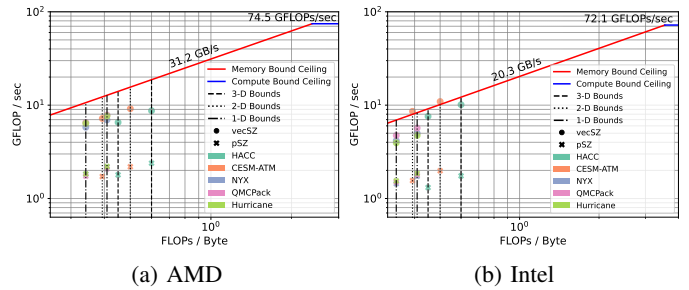 74.5 GFLOPs/sec
31.2 GB/s
10²
10¹
10⁰
GFLOP / sec
Memory Bound Ceiling
Compute Bound Ceiling
3-D Bounds
2-D Bounds
1-D Bounds
vecSZ
pSZ
HACC
CESM-ATM
NYX
QMCPack
Hurricane
10⁰
FLOPs / Byte
(a) AMD
72.1 GFLOPs/sec
20.3 GB/s
10²
10¹
10⁰
GFLOP / sec
Memory Bound Ceiling
Compute Bound Ceiling
3-D Bounds
2-D Bounds
1-D Bounds
vecSZ
pSZ
HACC
CESM-ATM
NYX
QMCPack
Hurricane
10⁰
FLOPs / Byte
(b) Intel